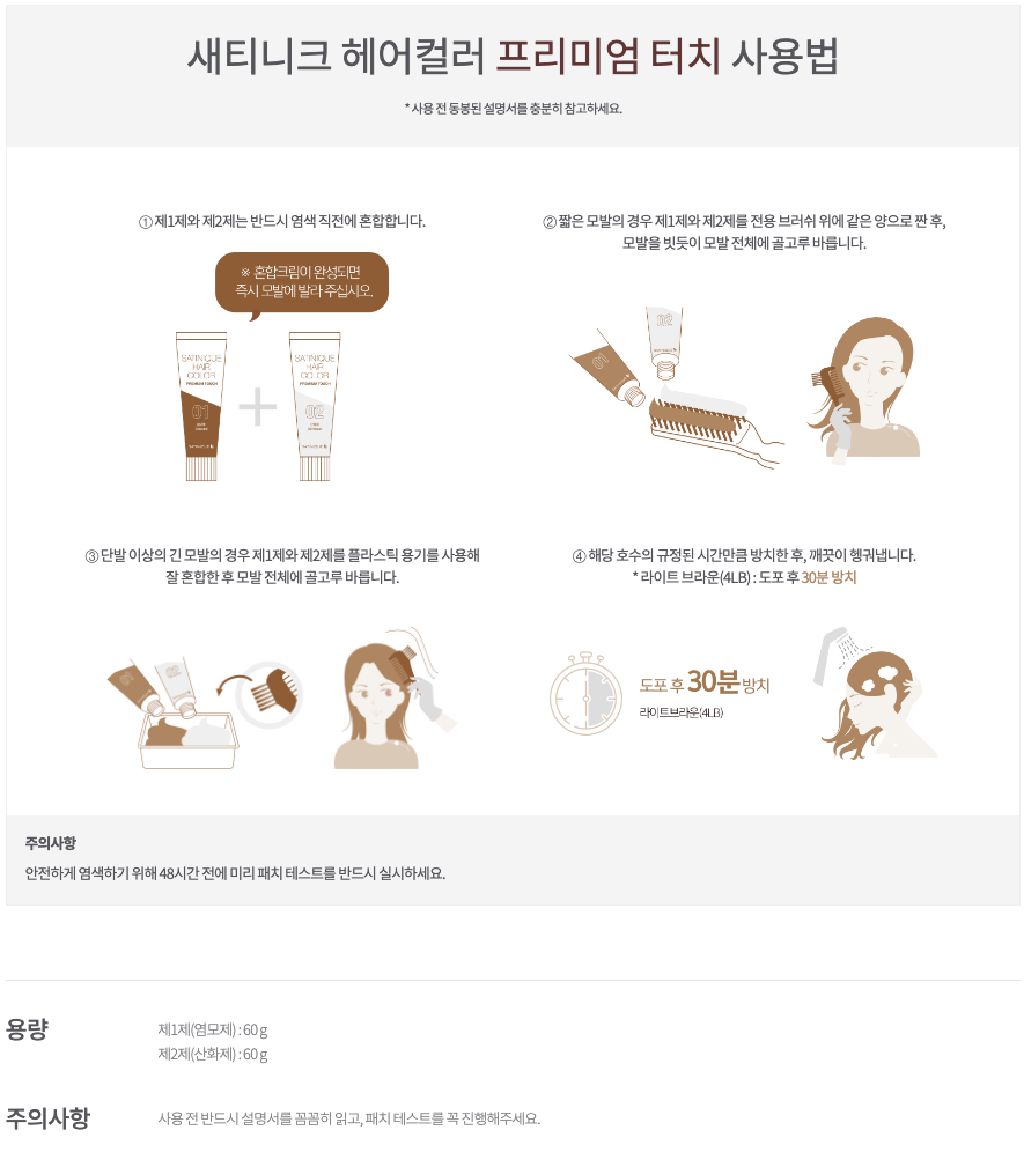 새티니크 헤어컬러 프리미엄 터치 사용법
* 사용 전 동봉된 설명서를 충분히 참고하세요.
① 제1제와 제2제는 반드시 염색 직전에 혼합합니다.
※ 혼합크림이 완성되면
즉시 모발에 발라 주십시오.
SATINIQUE
HAIR
COLOR
PREMIUM TOUCH
01
SATINIQUE
SATINIQUE
HAIR
COLOR
PREMIUM TOUCH
02
SATINIQUE
② 짧은 모발의 경우 제1제와 제2제를 전용 브러쉬 위에 같은 양으로 짠 후,
모발을 빗듯이 모발 전체에 골고루 바릅니다.
01
02
③ 단발 이상의 긴 모발의 경우 제1제와 제2제를 플라스틱 용기를 사용해
잘 혼합한 후 모발 전체에 골고루 바릅니다.
④ 해당 호수의 규정된 시간만큼 방치한 후, 깨끗이 헹궈냅니다.
* 라이트 브라운(4LB) : 도포 후 30분 방치
도포 후 30분 방치
라이트브라운(4LB)
주의사항
안전하게 염색하기 위해 48시간 전에 미리 패치 테스트를 반드시 실시하세요.
용량
제1제(염모제) : 60 g
제2제(산화제) : 60 g
주의사항
사용 전 반드시 설명서를 꼼꼼히 읽고, 패치 테스트를 꼭 진행해주세요.